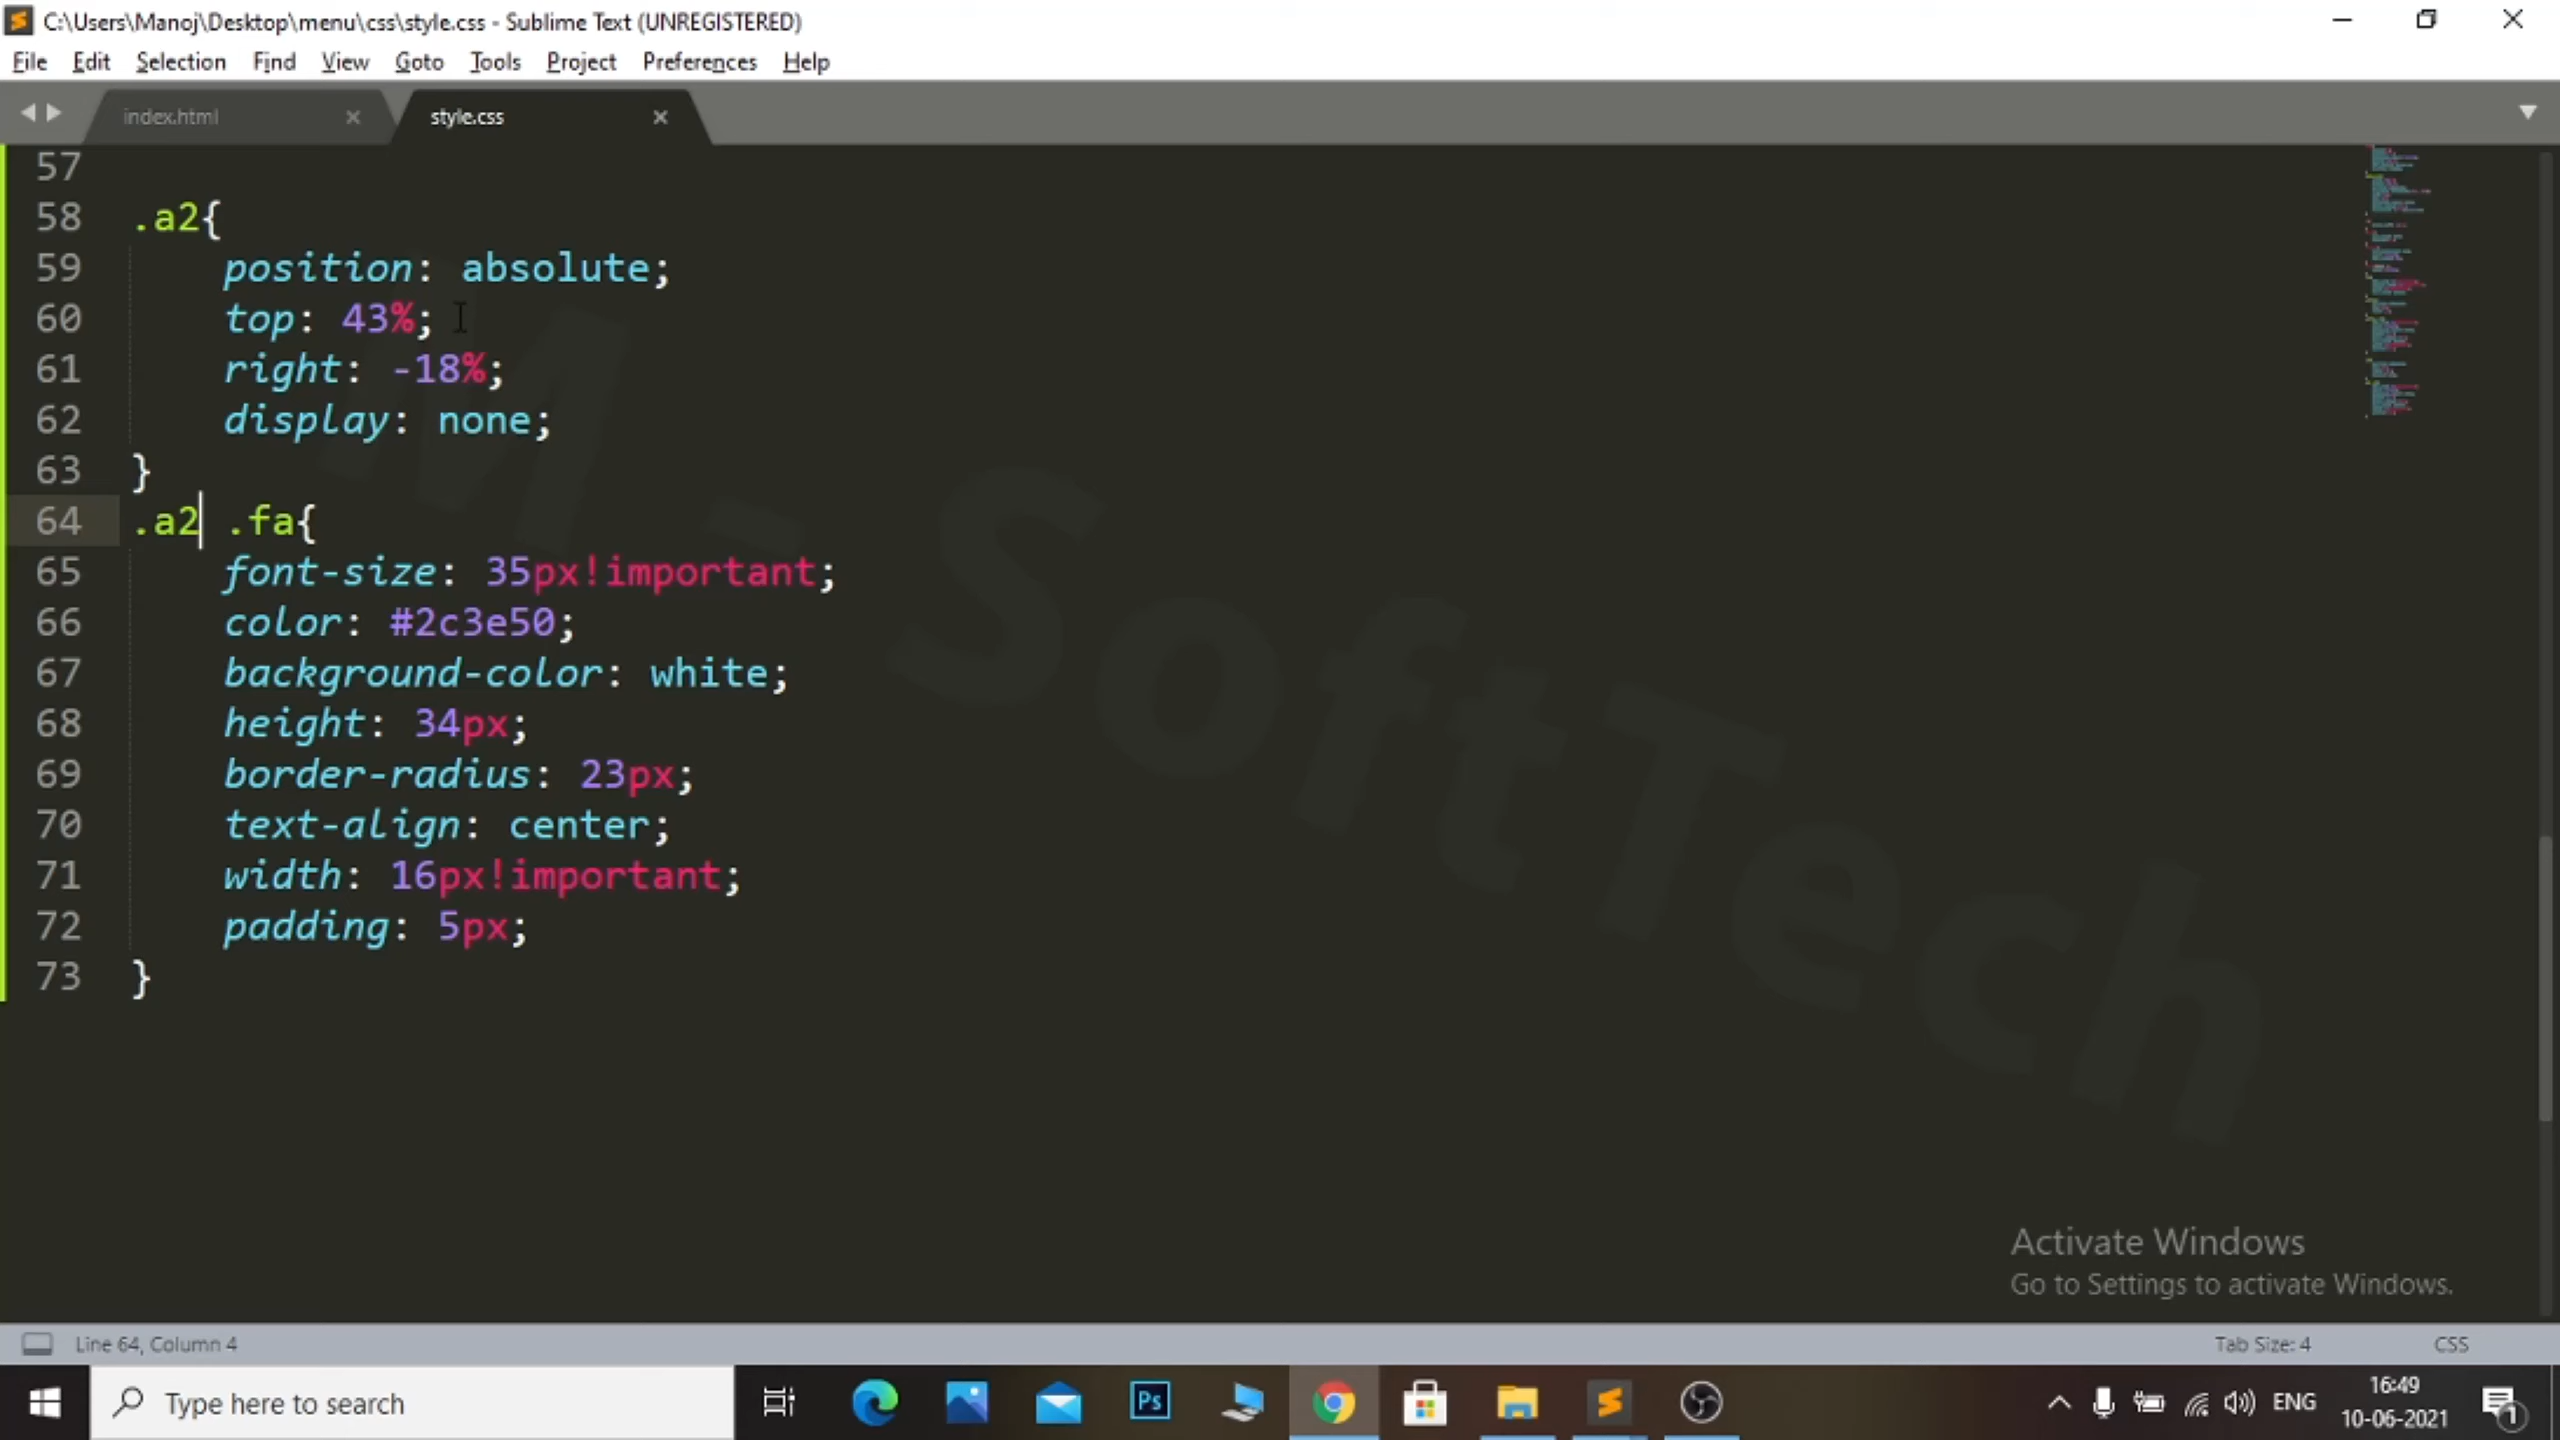 C:\Users\Manoj\Desktop\menu\css\style.css - Sublime Text (UNREGISTERED)
File Edit Selection Find View Goto Tools Project Preferences Help
index.html × style.css ×
57
58 .a2{
59 position: absolute;
60 top: 43%;
61 right: -18%;
62 display: none;
63 }
64 .a2 .fa{
65 font-size: 35px!important;
66 color: #2c3e50;
67 background-color: white;
68 height: 34px;
69 border-radius: 23px;
70 text-align: center;
71 width: 16px!important;
72 padding: 5px;
73 }
M - SoftTech
Activate Windows
Go to Settings to activate Windows.
Line 64, Column 4 Tab Size: 4 CSS
Type here to search Ps ENG 16:49
10-06-2021 1